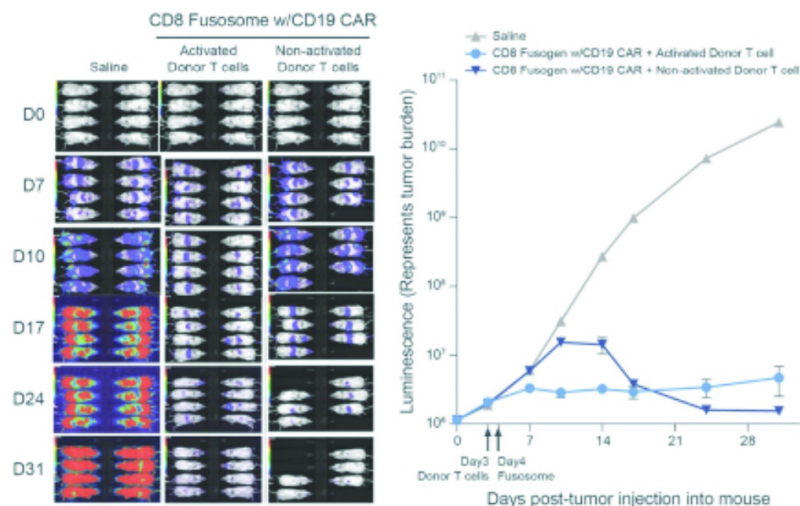 CD8 Fusosome w/CD19 CAR
Saline
Activated
Donor T cells
Non-activated
Donor T cells
D0
D7
D10
D17
D24
D31
Saline
CD8 Fusogen w/CD19 CAR + Activated Donor T cell
CD8 Fusogen w/CD19 CAR + Non-activated Donor T cell
Luminescence (Represents tumor burden)
10¹¹
10¹⁰
10⁹
10⁸
10⁷
10⁶
0
7
14
21
28
Day3
Donor T cells
Day4
Fusosome
Days post-tumor injection into mouse